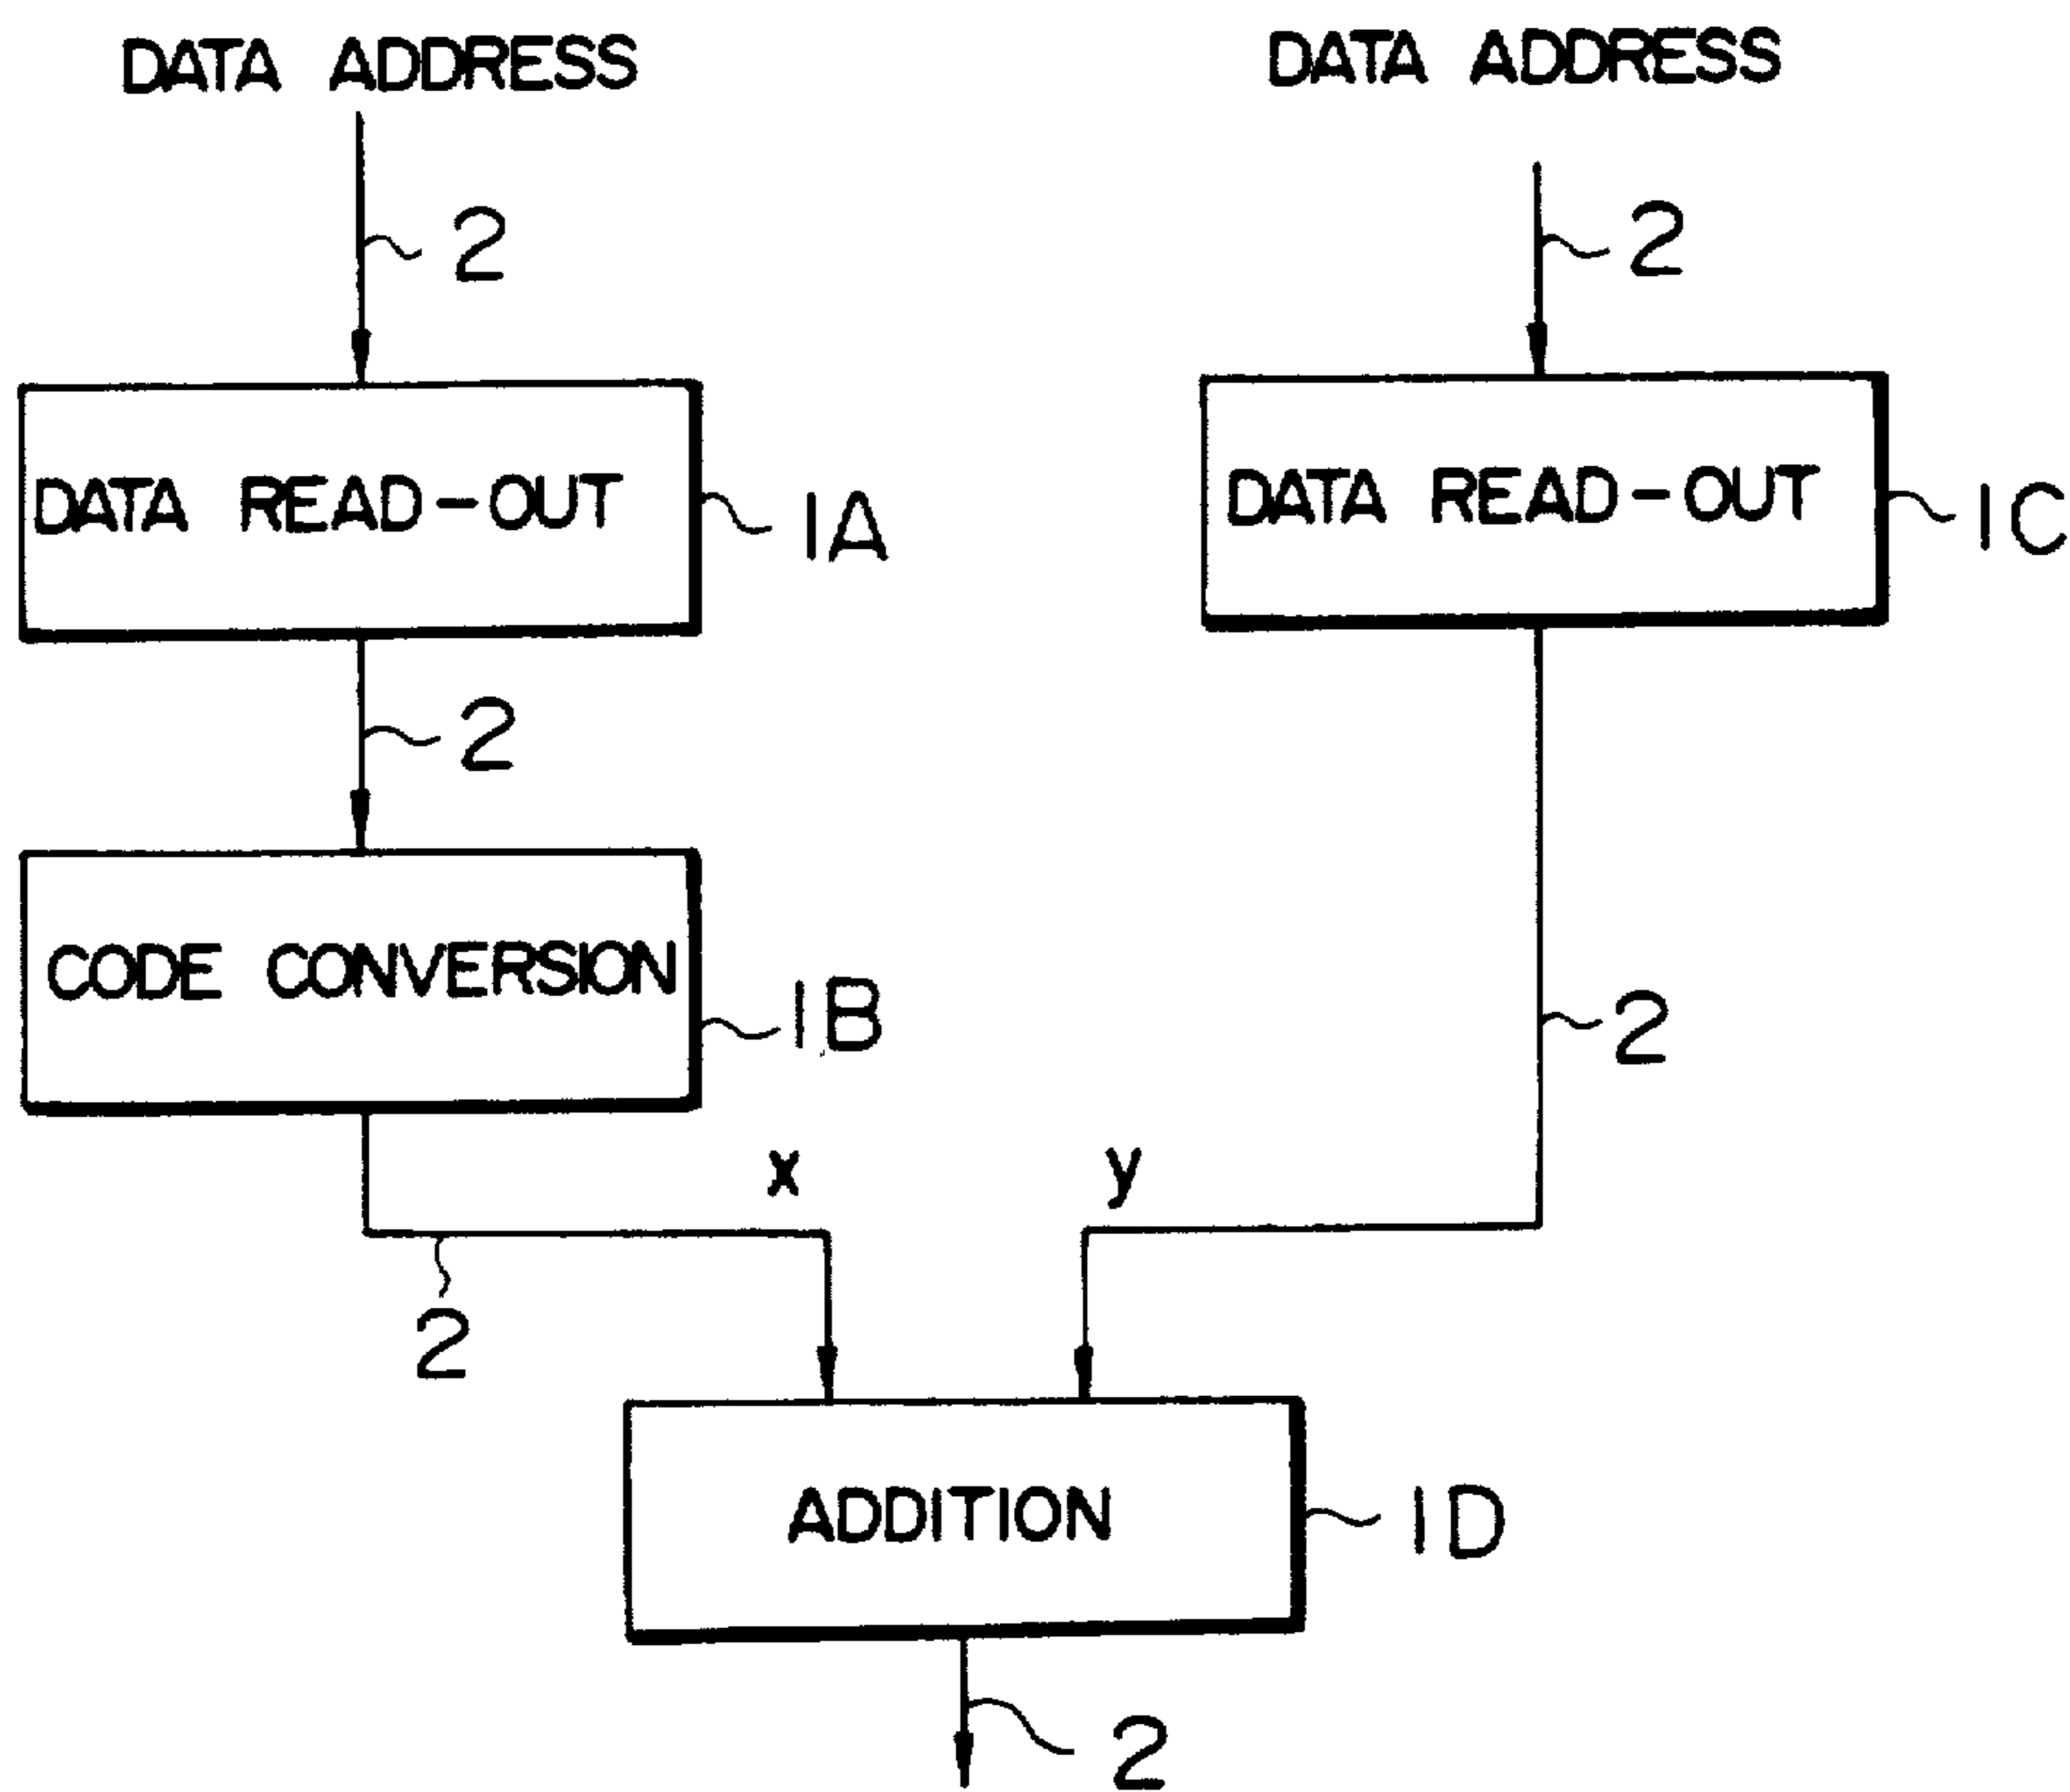 DATA ADDRESS
DATA ADDRESS
2
2
DATA READ-OUT
1A
DATA READ-OUT
1C
2
CODE CONVERSION
1B
2
x
y
2
ADDITION
1D
2